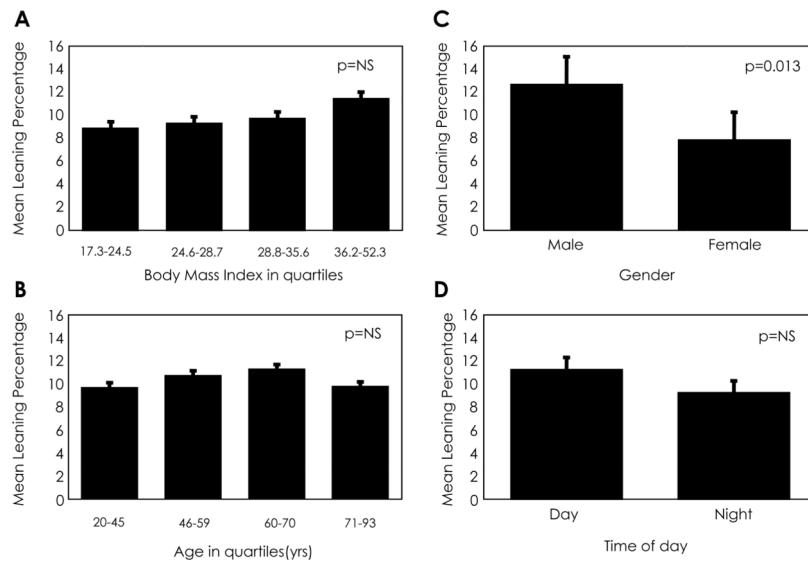 A
Mean Leaning Percentage
16
14
12
10
8
6
4
2
0
p=NS
17.3-24.5 24.6-28.7 28.8-35.6 36.2-52.3
Body Mass Index in quartiles
B
Mean Leaning Percentage
16
14
12
10
8
6
4
2
0
p=NS
20-45 46-59 60-70 71-93
Age in quartiles(yrs)
C
Mean Leaning Percentage
16
14
12
10
8
6
4
2
0
p=0.013
Male Female
Gender
D
Mean Leaning Percentage
16
14
12
10
8
6
4
2
0
p=NS
Day Night
Time of day